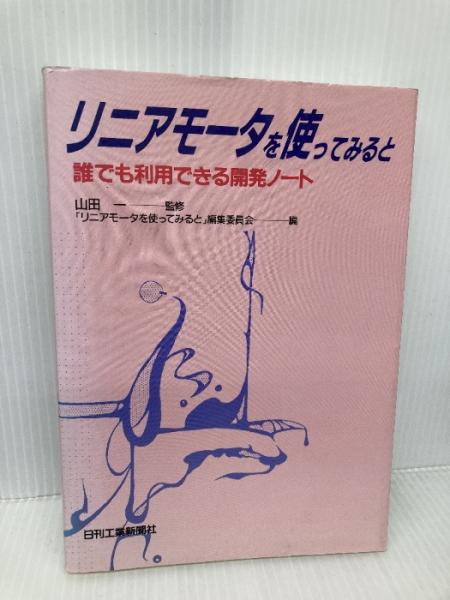 リニアモータを使ってみると
誰でも利用できる開発ノート
山田 一――監修
「リニアモータを使ってみると」編集委員会――編
日刊工業新聞社